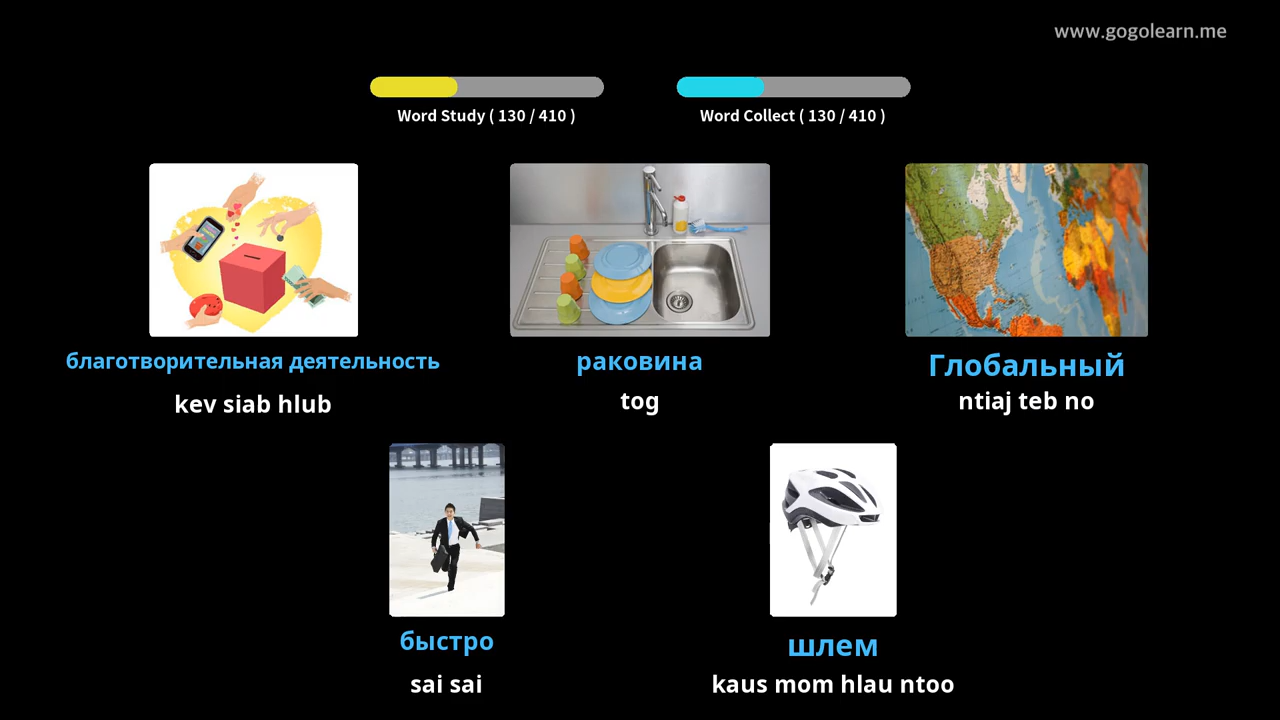 www.gogolearn.me
Word Study ( 130 / 410 )
Word Collect ( 130 / 410 )
благотворительная деятельность
kev siab hlub
раковина
tog
Глобальный
ntiaj teb no
быстро
sai sai
шлем
kaus mom hlau ntoo